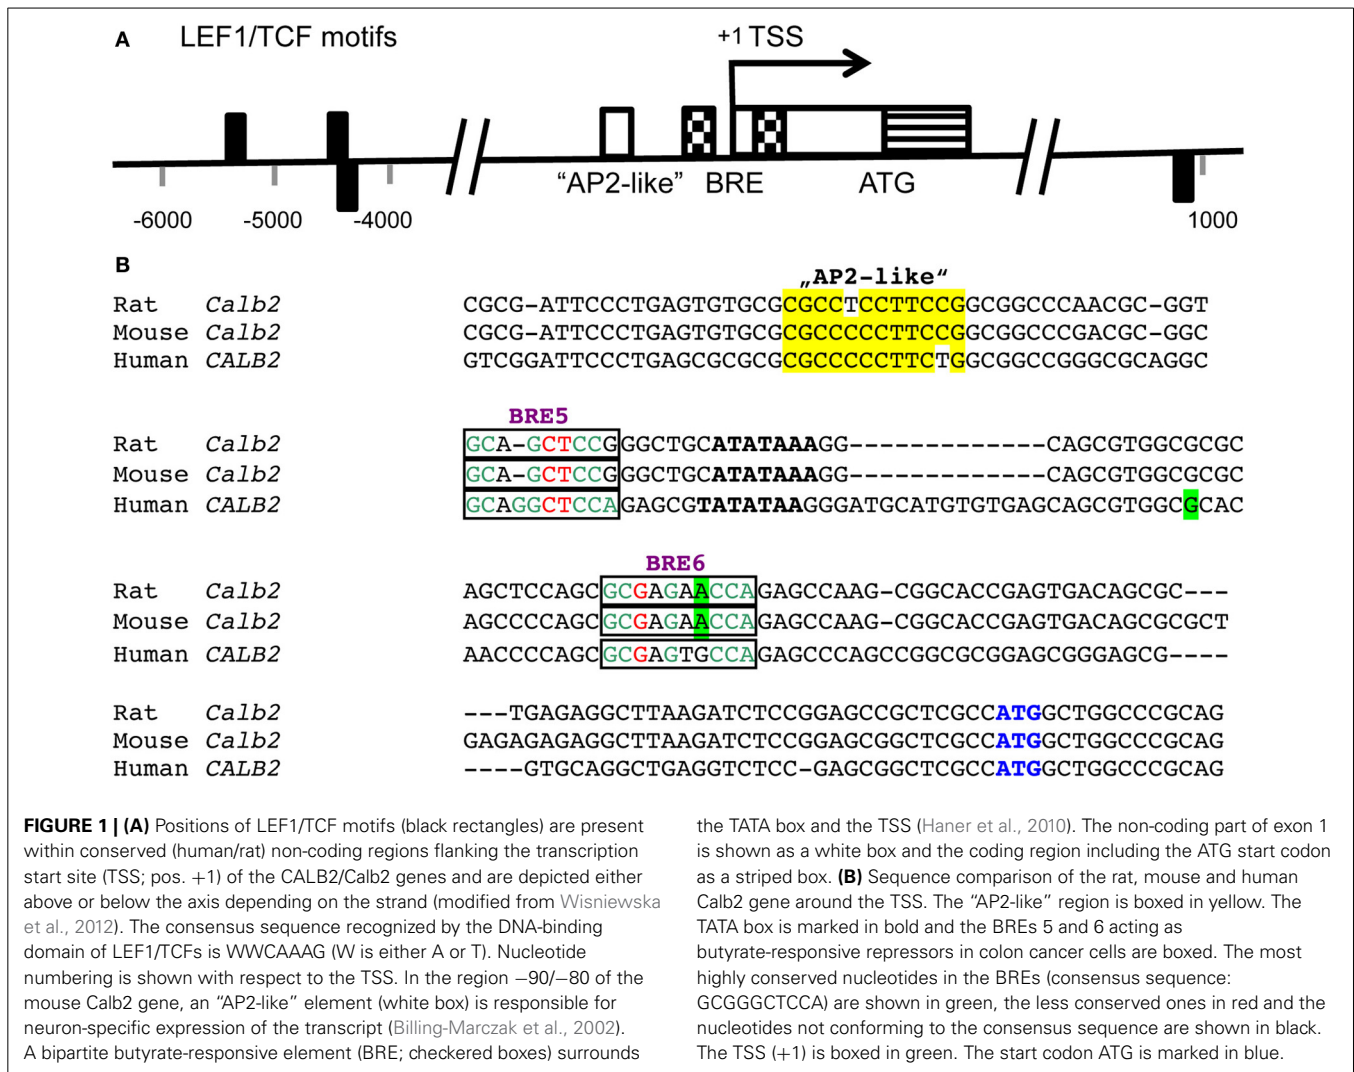 A LEF1/TCF motifs +1 TSS
"AP2-like" BRE ATG
-6000 -5000 -4000 1000
B
„AP2-like“
Rat Calb2 CGCG-ATTCCCTGAGTGTGCGCGCCTCCTTCCGGCGGCCCAACGC-GGT
Mouse Calb2 CGCG-ATTCCCTGAGTGTGCGCGCCCCCTTCCGGCGGCCCGACGC-GGC
Human CALB2 GTCGGATTCCCTGAGCGCGCGCGCCCCCTTCTGGCGGCCGGGCGCAGGC
BRE5
Rat Calb2 GCA-GCTCCGGGCTGCATATAAAGG-------------CAGCGTGGCGCGC
Mouse Calb2 GCA-GCTCCGGGCTGCATATAAAGG-------------CAGCGTGGCGCGC
Human CALB2 GCAGGCTCCAGAGCGTATATAAGGGATGCATGTGTGAGCAGCGTGGCGCAC
BRE6
Rat Calb2 AGCTCCAGCGCGAGAACCAGAGCCAAG-CGGCACCGAGTGACAGCGC---
Mouse Calb2 AGCCCCAGCGCGAGAACCAGAGCCAAG-CGGCACCGAGTGACAGCGCGCT
Human CALB2 AACCCCAGCGCGAGTGCCAGAGCCCAGCCGGCGCGGAGCGGGAGCG----
Rat Calb2 ---TGAGAGGCTTAAGATCTCCGGAGCCGCTCGCCATGGCTGGCCCGCAG
Mouse Calb2 GAGAGAGAGGCTTAAGATCTCCGGAGCGGCTCGCCATGGCTGGCCCGCAG
Human CALB2 ----GTGCAGGCTGAGGTCTCC-GAGCGGCTCGCCATGGCTGGCCCGCAG
FIGURE 1 | (A) Positions of LEF1/TCF motifs (black rectangles) are present
within conserved (human/rat) non-coding regions flanking the transcription
start site (TSS; pos. +1) of the CALB2/Calb2 genes and are depicted either
above or below the axis depending on the strand (modified from Wisniewska
et al., 2012). The consensus sequence recognized by the DNA-binding
domain of LEF1/TCFs is WWCAAAG (W is either A or T). Nucleotide
numbering is shown with respect to the TSS. In the region −90/−80 of the
mouse Calb2 gene, an "AP2-like" element (white box) is responsible for
neuron-specific expression of the transcript (Billing-Marczak et al., 2002).
A bipartite butyrate-responsive element (BRE; checkered boxes) surrounds
the TATA box and the TSS (Haner et al., 2010). The non-coding part of exon 1
is shown as a white box and the coding region including the ATG start codon
as a striped box. (B) Sequence comparison of the rat, mouse and human
Calb2 gene around the TSS. The "AP2-like" region is boxed in yellow. The
TATA box is marked in bold and the BREs 5 and 6 acting as
butyrate-responsive repressors in colon cancer cells are boxed. The most
highly conserved nucleotides in the BREs (consensus sequence:
GCGGGCTCCA) are shown in green, the less conserved ones in red and the
nucleotides not conforming to the consensus sequence are shown in black.
The TSS (+1) is boxed in green. The start codon ATG is marked in blue.